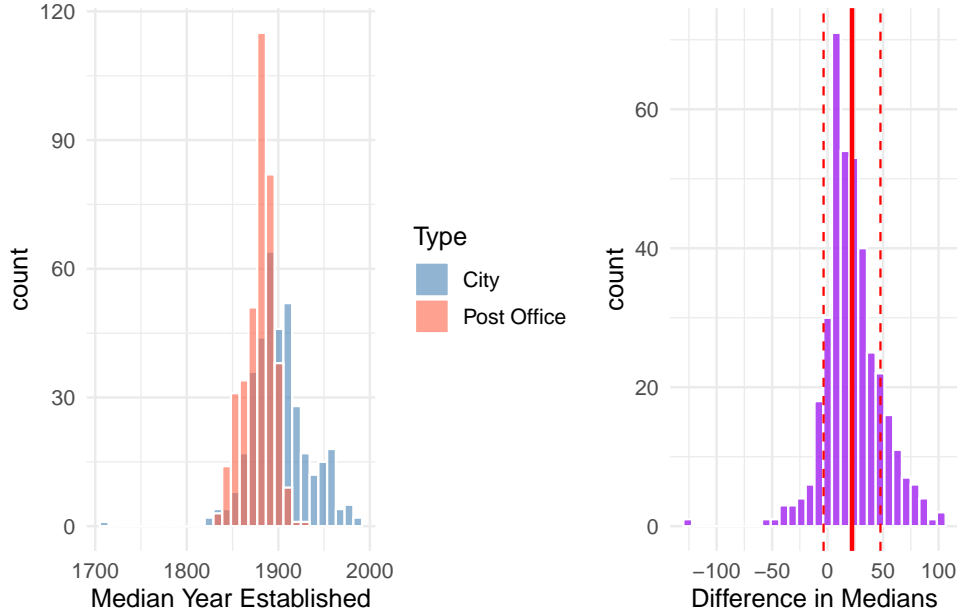 120
90
60
30
0
count
1700
1800
1900
2000
Median Year Established
Type
City
Post Office
60
40
20
0
count
−100
−50
0
50
100
Difference in Medians